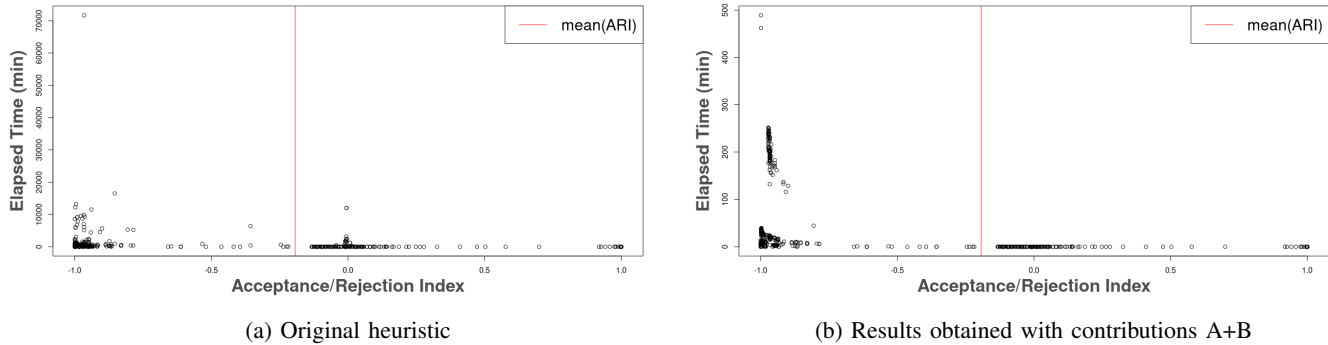 mean(ARI)
Elapsed Time (min)
70000
60000
50000
40000
30000
20000
10000
0
-1.0 -0.5 0.0 0.5 1.0
Acceptance/Rejection Index
(a) Original heuristic
mean(ARI)
Elapsed Time (min)
500
400
300
200
100
0
-1.0 -0.5 0.0 0.5 1.0
Acceptance/Rejection Index
(b) Results obtained with contributions A+B